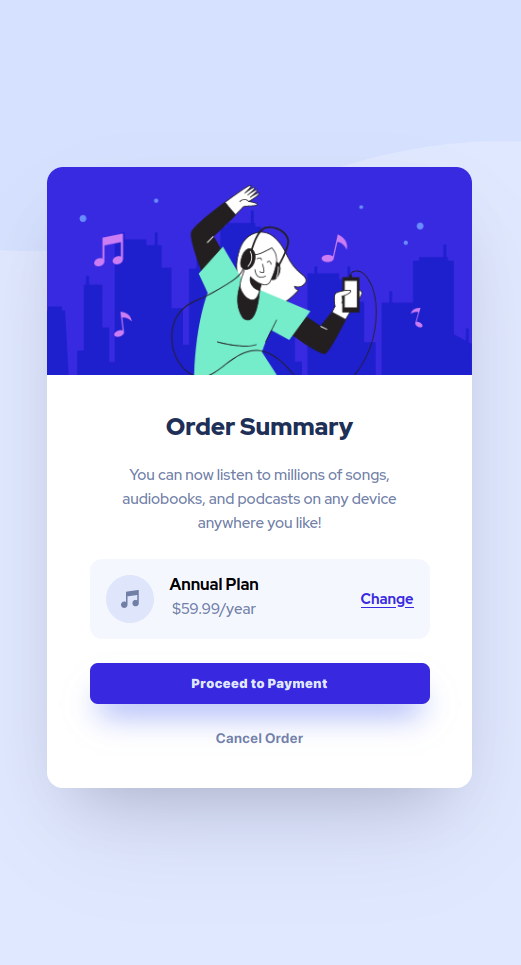 Order Summary
You can now listen to millions of songs,
audiobooks, and podcasts on any device
anywhere you like!
Annual Plan
$59.99/year
Change
Proceed to Payment
Cancel Order